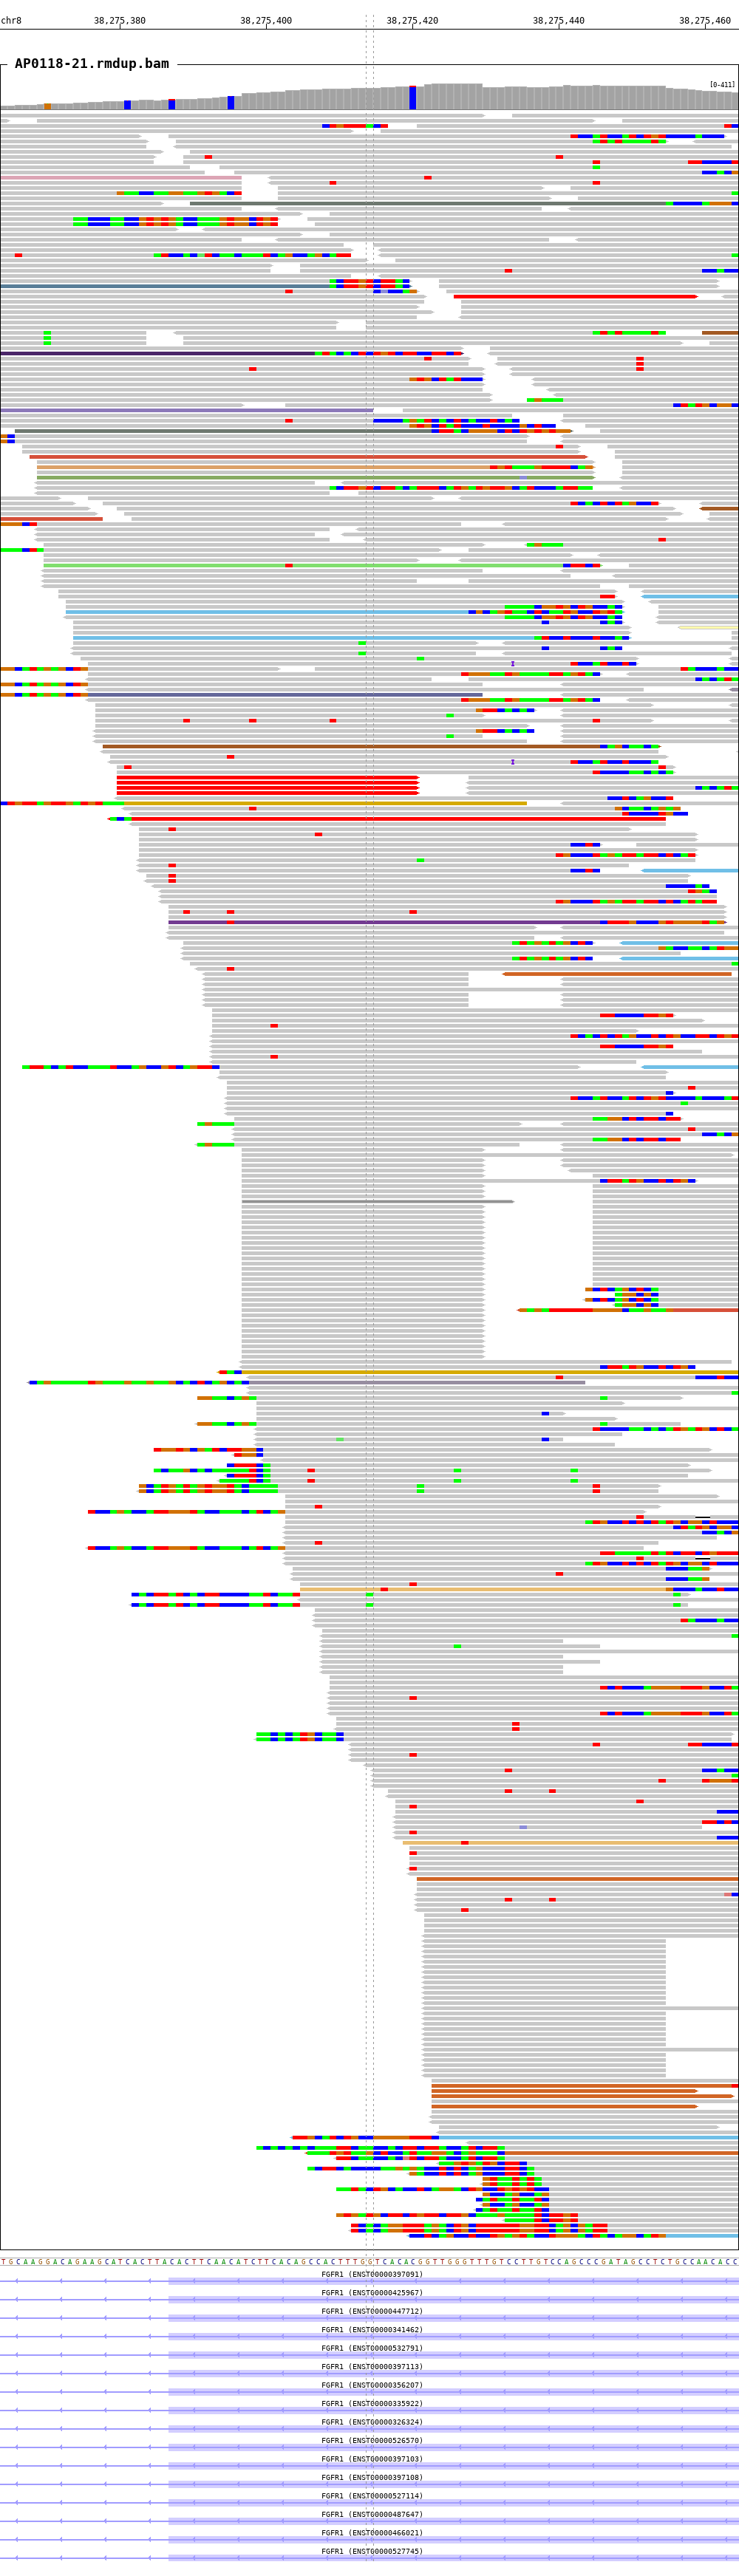 chr8 38,275,380 38,275,400 38,275,420 38,275,440 38,275,460
AP0118-21.rmdup.bam
[0-411]
I
I
TGCAAGGACAGAAGCATCACTTACACTTCAACATCTTCACAGCCACTTTGGTCACACGGTTGGGTTTGTCCTTGTCCAGCCCGATAGCCTCTGCCAACACC
FGFR1 (ENST00000397091)
FGFR1 (ENST00000425967)
FGFR1 (ENST00000447712)
FGFR1 (ENST00000341462)
FGFR1 (ENST00000532791)
FGFR1 (ENST00000397113)
FGFR1 (ENST00000356207)
FGFR1 (ENST00000335922)
FGFR1 (ENST00000326324)
FGFR1 (ENST00000526570)
FGFR1 (ENST00000397103)
FGFR1 (ENST00000397108)
FGFR1 (ENST00000527114)
FGFR1 (ENST00000487647)
FGFR1 (ENST00000466021)
FGFR1 (ENST00000527745)